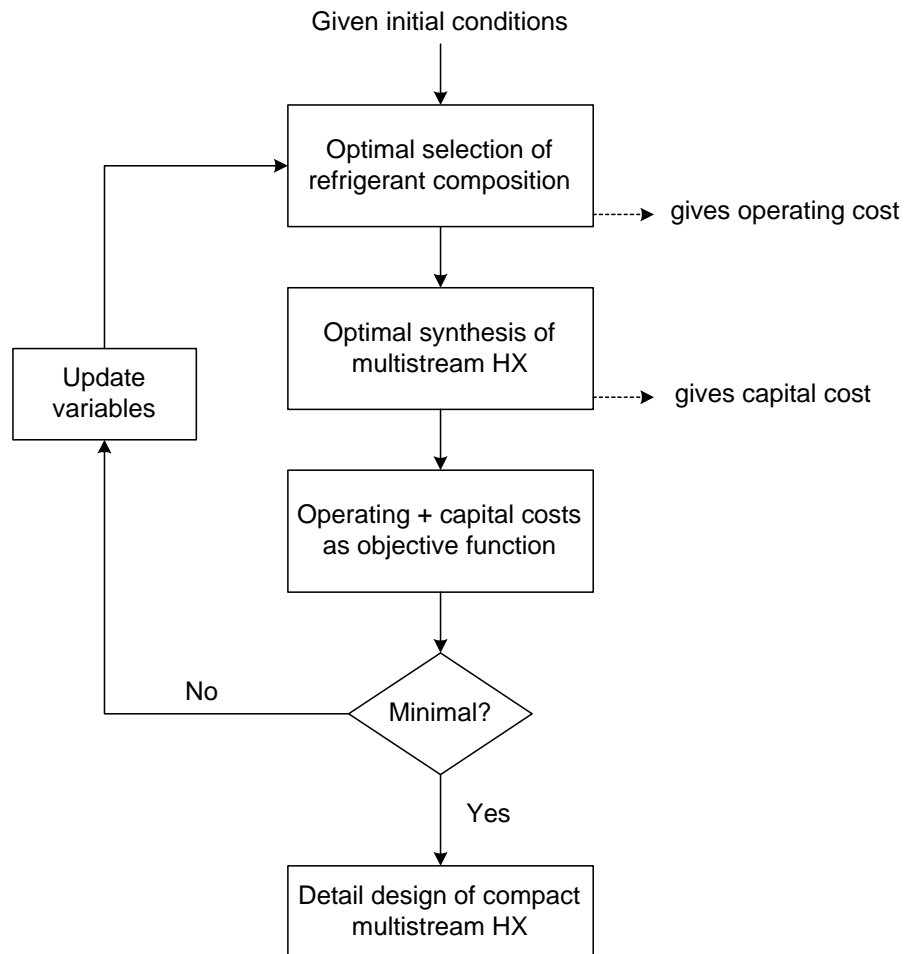 Given initial conditions
Optimal selection of
refrigerant composition
gives operating cost
Optimal synthesis of
multistream HX
gives capital cost
Update
variables
Operating + capital costs
as objective function
No
Minimal?
Yes
Detail design of compact
multistream HX